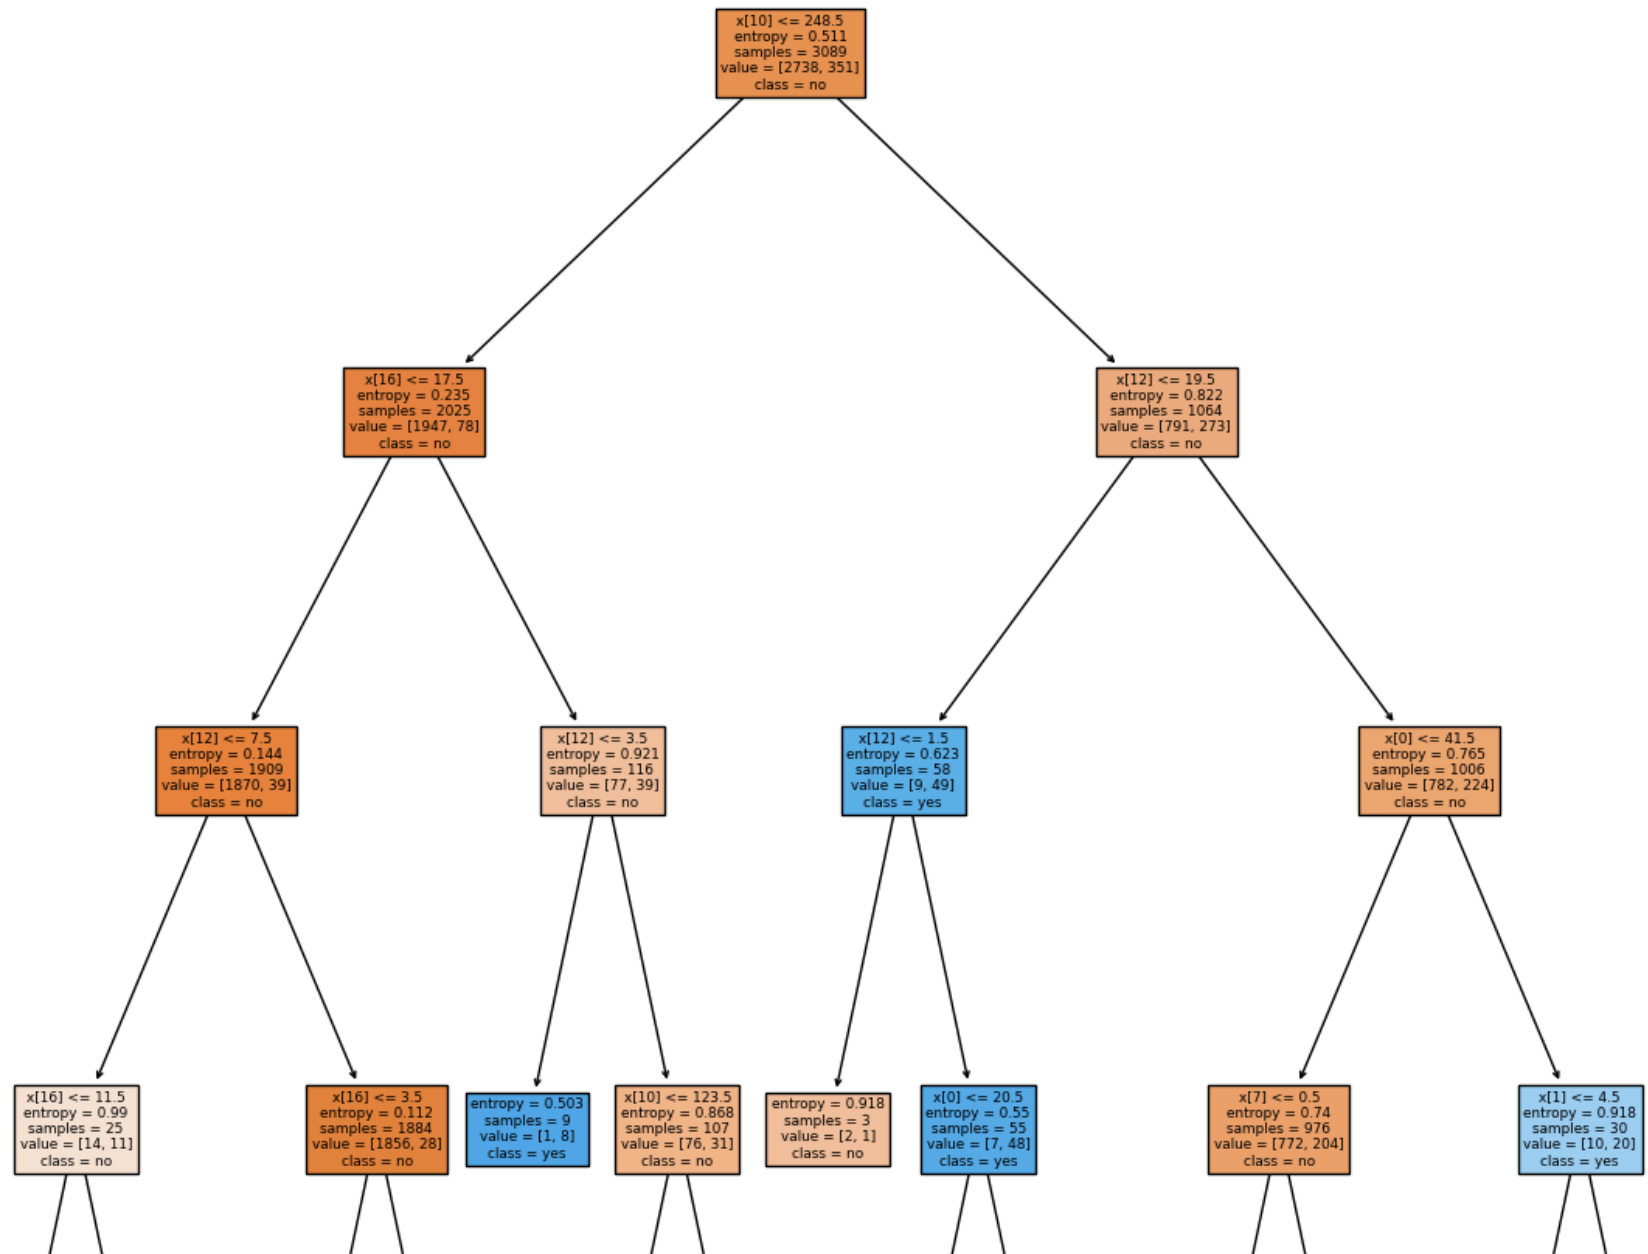 x[10] <= 248.5
entropy = 0.511
samples = 3089
value = [2738, 351]
class = no
x[16] <= 17.5
entropy = 0.235
samples = 2025
value = [1947, 78]
class = no
x[12] <= 19.5
entropy = 0.822
samples = 1064
value = [791, 273]
class = no
x[12] <= 7.5
entropy = 0.144
samples = 1909
value = [1870, 39]
class = no
x[12] <= 3.5
entropy = 0.921
samples = 116
value = [77, 39]
class = no
x[12] <= 1.5
entropy = 0.623
samples = 58
value = [9, 49]
class = yes
x[0] <= 41.5
entropy = 0.765
samples = 1006
value = [782, 224]
class = no
x[16] <= 11.5
entropy = 0.99
samples = 25
value = [14, 11]
class = no
x[16] <= 3.5
entropy = 0.112
samples = 1884
value = [1856, 28]
class = no
entropy = 0.503
samples = 9
value = [1, 8]
class = yes
x[10] <= 123.5
entropy = 0.868
samples = 107
value = [76, 31]
class = no
entropy = 0.918
samples = 3
value = [2, 1]
class = no
x[0] <= 20.5
entropy = 0.55
samples = 55
value = [7, 48]
class = yes
x[7] <= 0.5
entropy = 0.74
samples = 976
value = [772, 204]
class = no
x[1] <= 4.5
entropy = 0.918
samples = 30
value = [10, 20]
class = yes